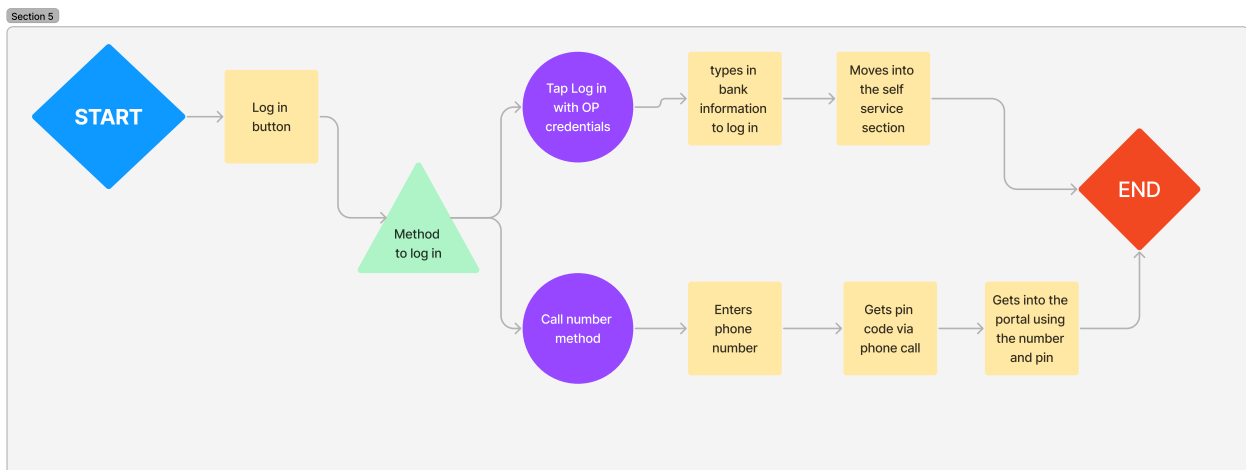 Section 5
START
Log in
button
Method
to log in
Tap Log in
with OP
credentials
types in
bank
information
to log in
Moves into
the self
service
section
END
Call number
method
Enters
phone
number
Gets pin
code via
phone call
Gets into the
portal using
the number
and pin